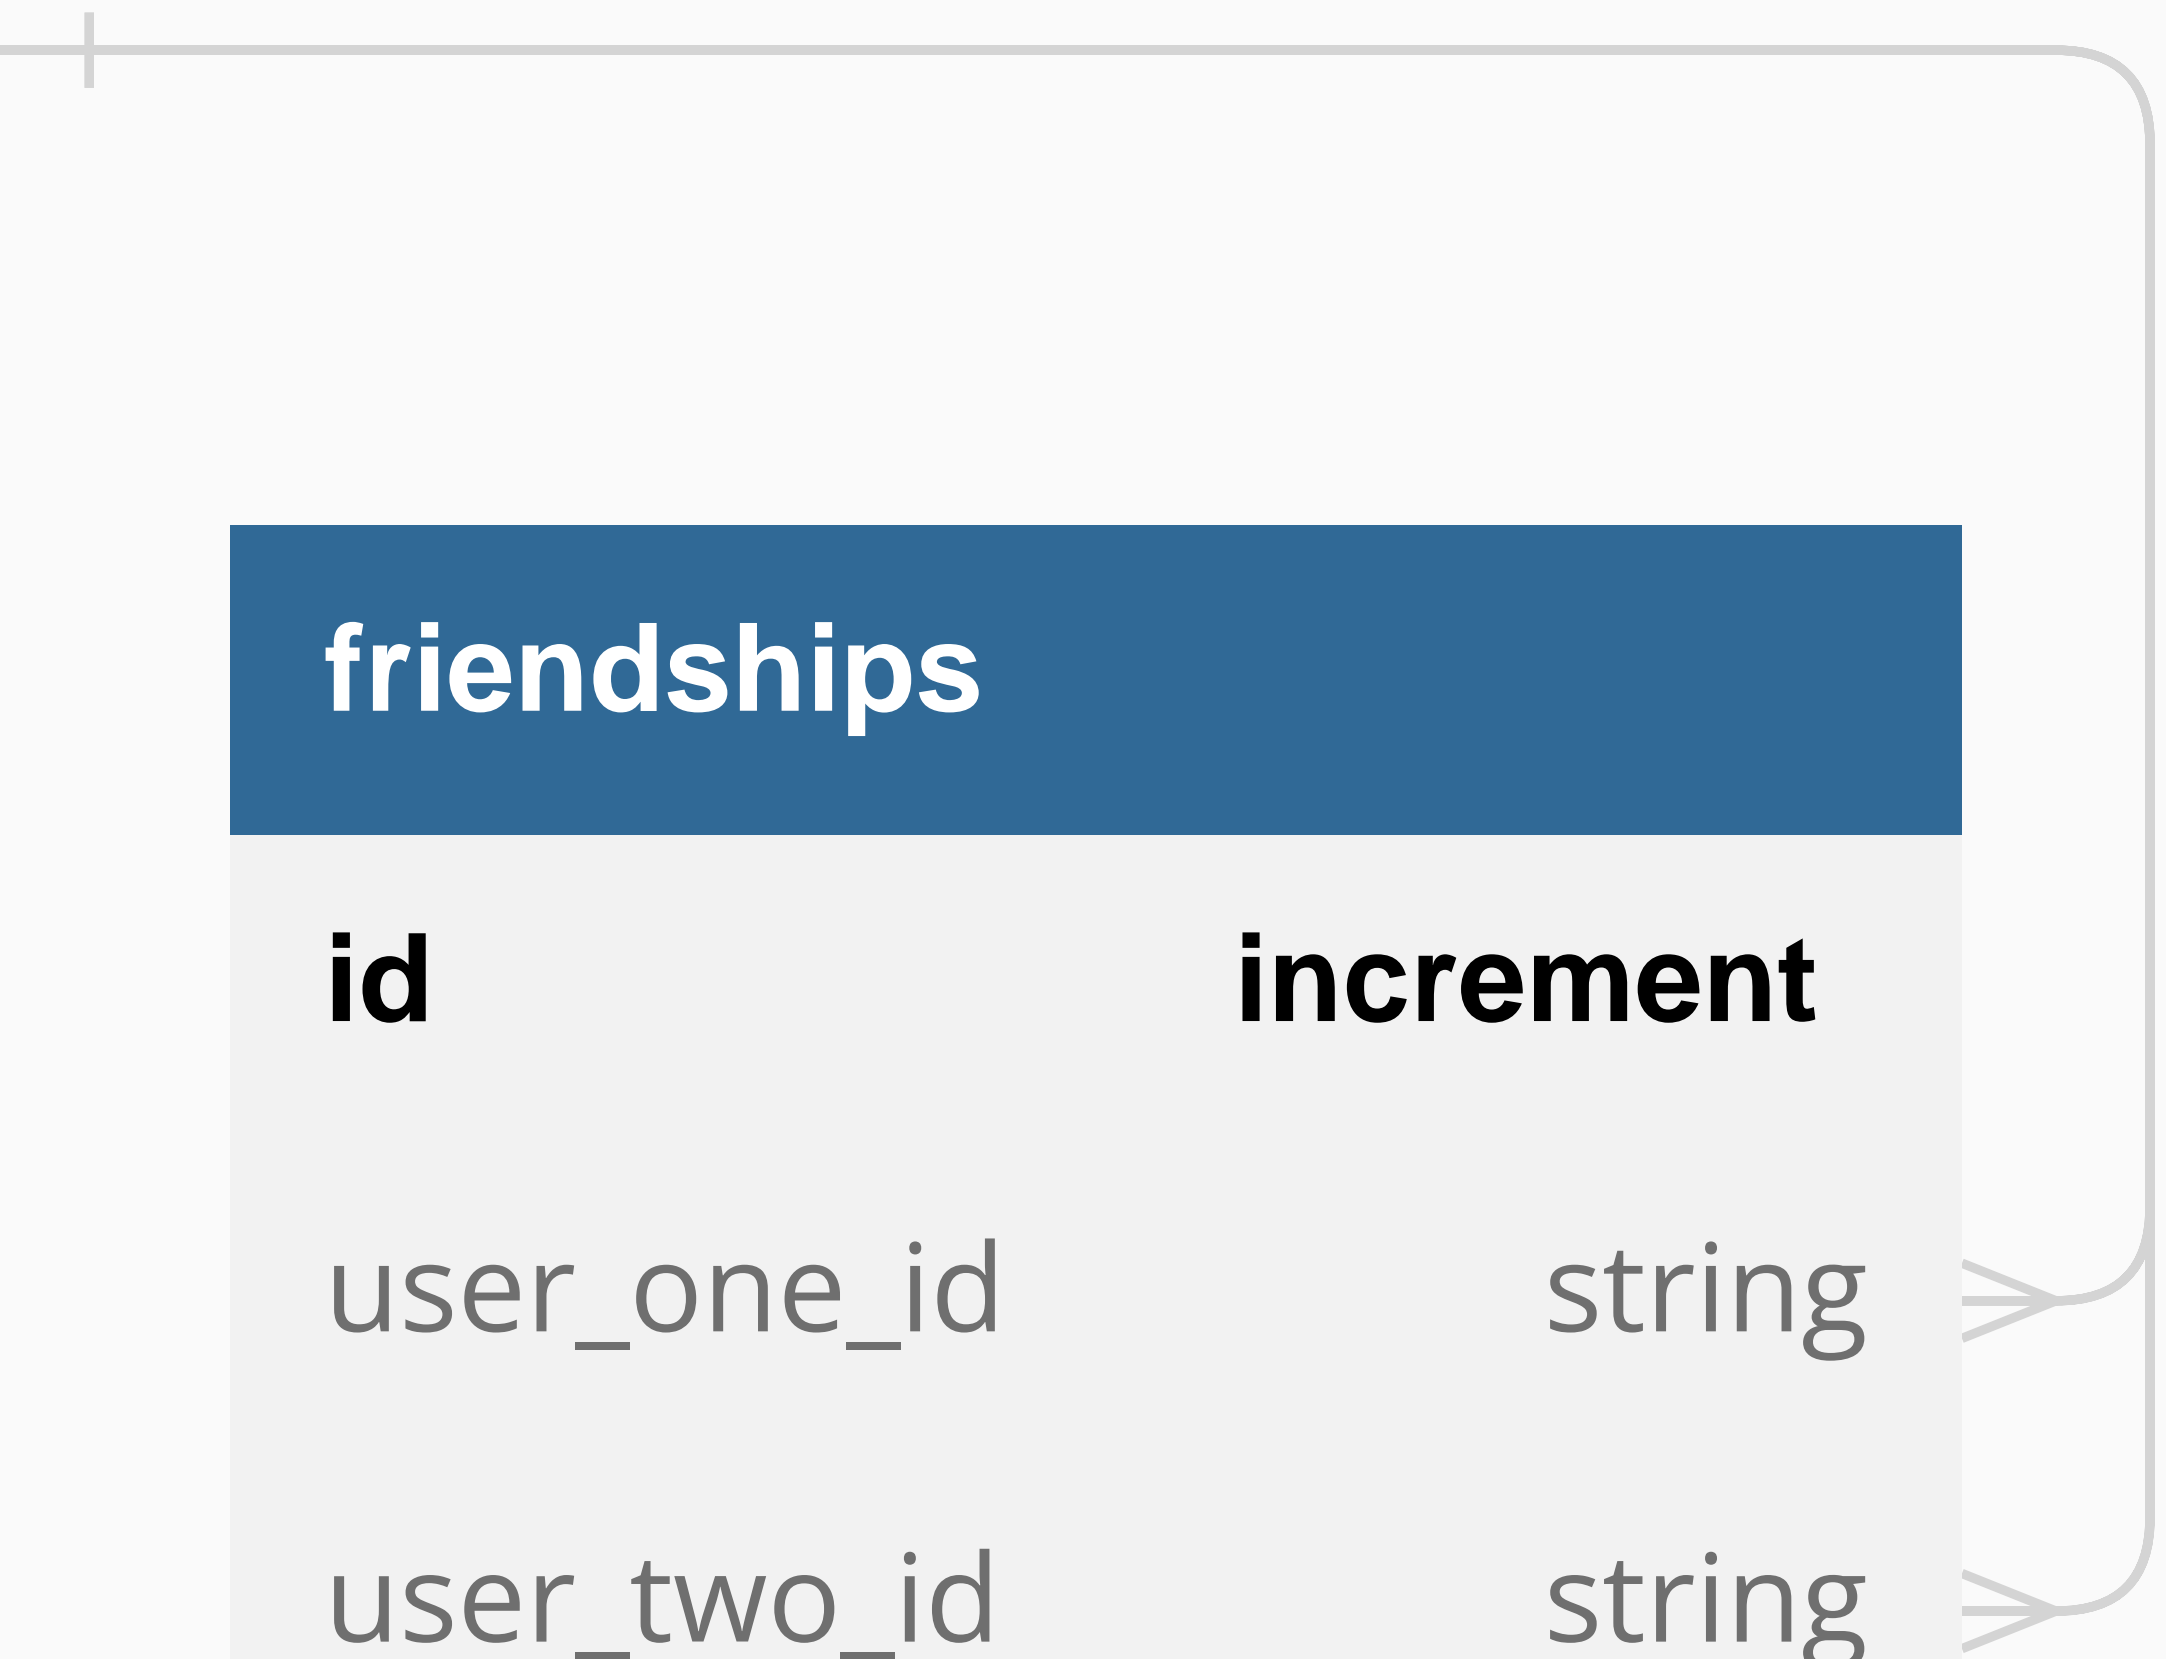 friendships
id increment
user_one_id string
user_two_id string